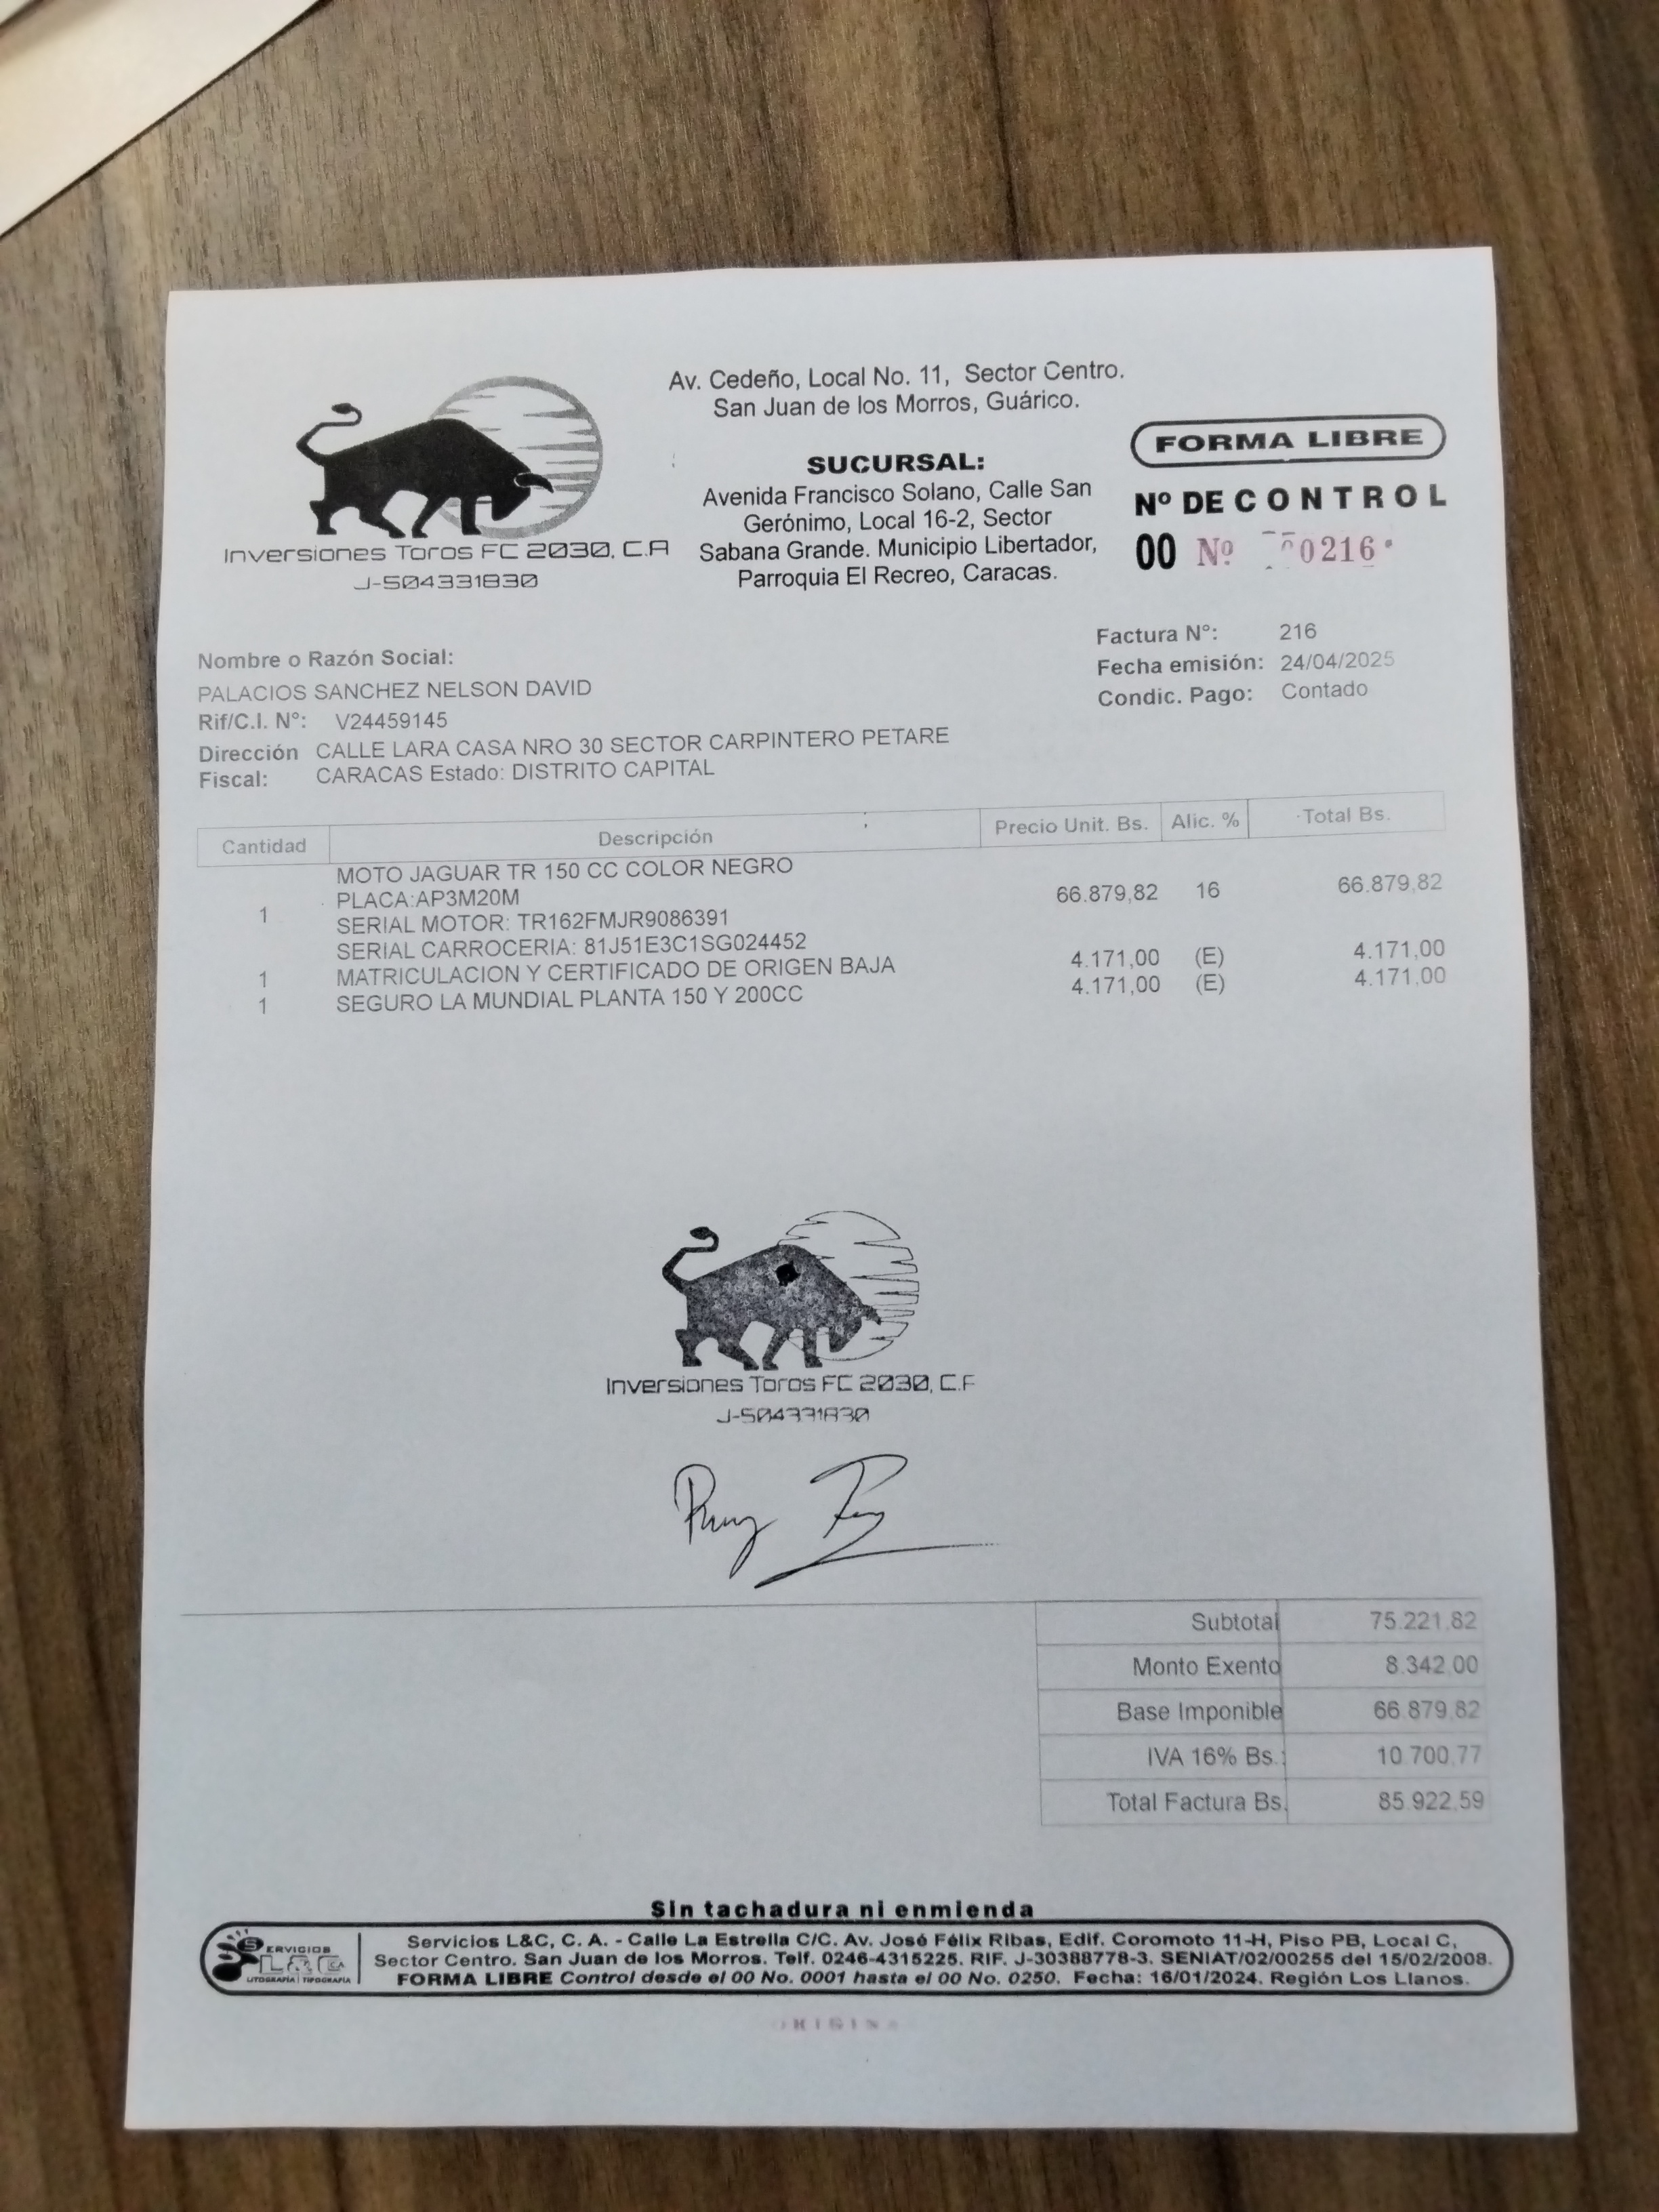 Av. Cedeño, Local No. 11, Sector Centro.
San Juan de los Morros, Guárico.
SUCURSAL:
Avenida Francisco Solano, Calle San
Gerónimo, Local 16-2, Sector
Sabana Grande. Municipio Libertador,
Parroquia El Recreo, Caracas.
Inversiones Toros FC 2030, C.A
J-504331830
FORMA LIBRE
Nº DE CONTROL
00 Nº 0216
Factura N°: 216
Fecha emisión: 24/04/2025
Condic. Pago: Contado
Nombre o Razón Social:
PALACIOS SANCHEZ NELSON DAVID
Rif/C.I. N°: V24459145
Dirección CALLE LARA CASA NRO 30 SECTOR CARPINTERO PETARE
Fiscal: CARACAS Estado: DISTRITO CAPITAL
Cantidad Descripción Precio Unit. Bs. Alic. % Total Bs.
MOTO JAGUAR TR 150 CC COLOR NEGRO
PLACA:AP3M20M
1 66.879,82 16 66.879,82
SERIAL MOTOR: TR162FMJR9086391
SERIAL CARROCERIA: 81J51E3C1SG024452
1 MATRICULACION Y CERTIFICADO DE ORIGEN BAJA 4.171,00 (E) 4.171,00
1 SEGURO LA MUNDIAL PLANTA 150 Y 200CC 4.171,00 (E) 4.171,00
Inversiones Toros FC 2030, C.
J-504331830
Subtotal 75.221,82
Monto Exento 8.342,00
Base Imponible 66.879,82
IVA 16% Bs.: 10.700,77
Total Factura Bs. 85.922,59
Sin tachadura ni enmienda
SERVICIOS L&C CA
LITOGRAFÍA | TIPOGRAFÍA
Servicios L&C, C. A. - Calle La Estrella C/C. Av. José Félix Ribas, Edif. Coromoto 11-H, Piso PB, Local C,
Sector Centro. San Juan de los Morros. Telf. 0246-4315225. RIF. J-30388778-3. SENIAT/02/00255 del 15/02/2008.
FORMA LIBRE Control desde el 00 No. 0001 hasta el 00 No. 0250. Fecha: 16/01/2024. Región Los Llanos.